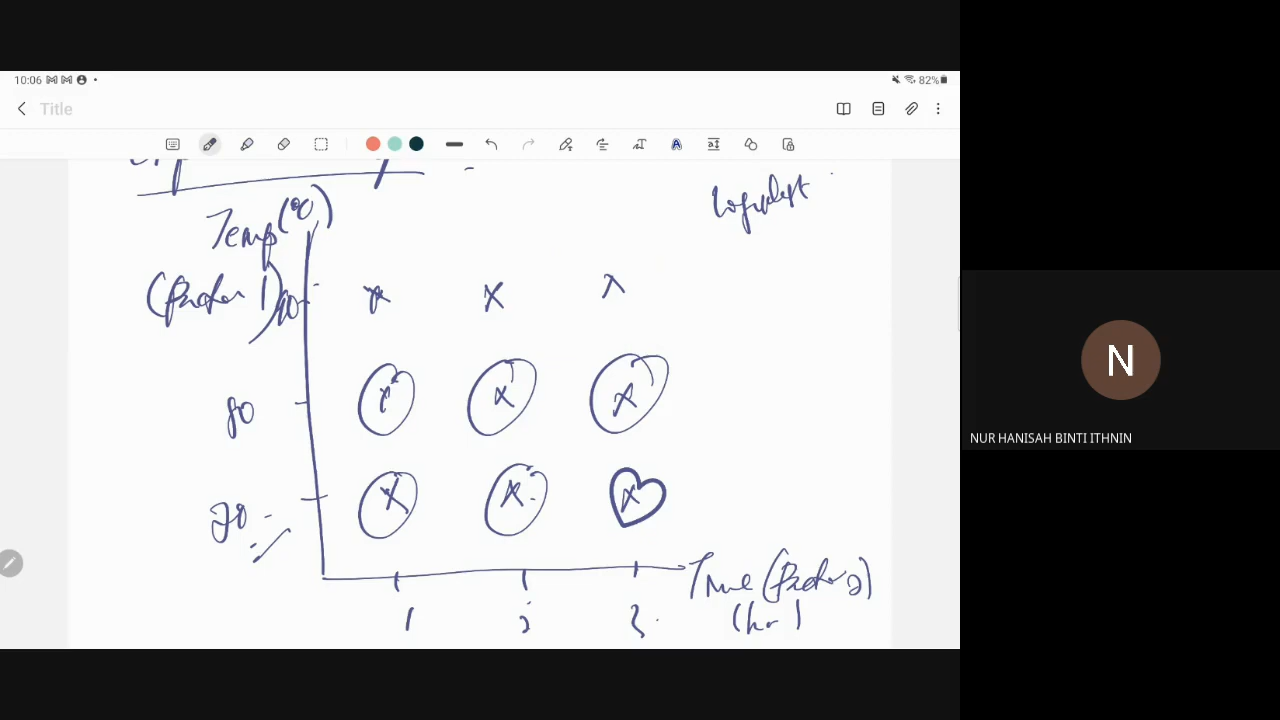 10:06
82%
Title
Temp (°C)
(Factor 1)
90
80
70
1
2
3
Time (Factor 2)
(hr)
N
NUR HANISAH BINTI ITHNIN